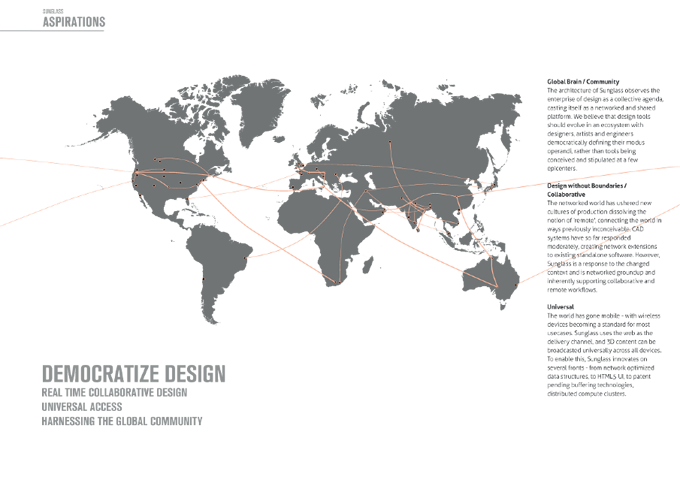 SUNGLASS
ASPIRATIONS
Global Brain / Community
The architecture of Sunglass observes the
enterprise of design as a collective agenda,
casting itself as a networked and shared
platform. We believe that design tools
should evolve in an ecosystem with
designers, artists and engineers
democratically defining their modus
operandi, rather than tools being
conceived and stipulated at a few
epicenters.
Design without Boundaries /
Collaborative
The networked world has ushered new
cultures of production dissolving the
notion of 'remote', connecting the world in
ways previously inconceivable. CAD
systems have so far responded
moderately, creating network extensions
to existing standalone software. However,
Sunglass is a response to the changed
context and is networked groundup and
inherently supporting collaborative and
remote workflows.
Universal
The world has gone mobile - with wireless
devices becoming a standard for most
usecases. Sunglass uses the web as the
delivery channel, and 3D content can be
broadcasted universally across all devices.
To enable this, Sunglass innovates on
several fronts - from network optimized
data structures, to HTML5 UI, to patent
pending buffering technologies,
distributed compute clusters.
DEMOCRATIZE DESIGN
REAL TIME COLLABORATIVE DESIGN
UNIVERSAL ACCESS
HARNESSING THE GLOBAL COMMUNITY